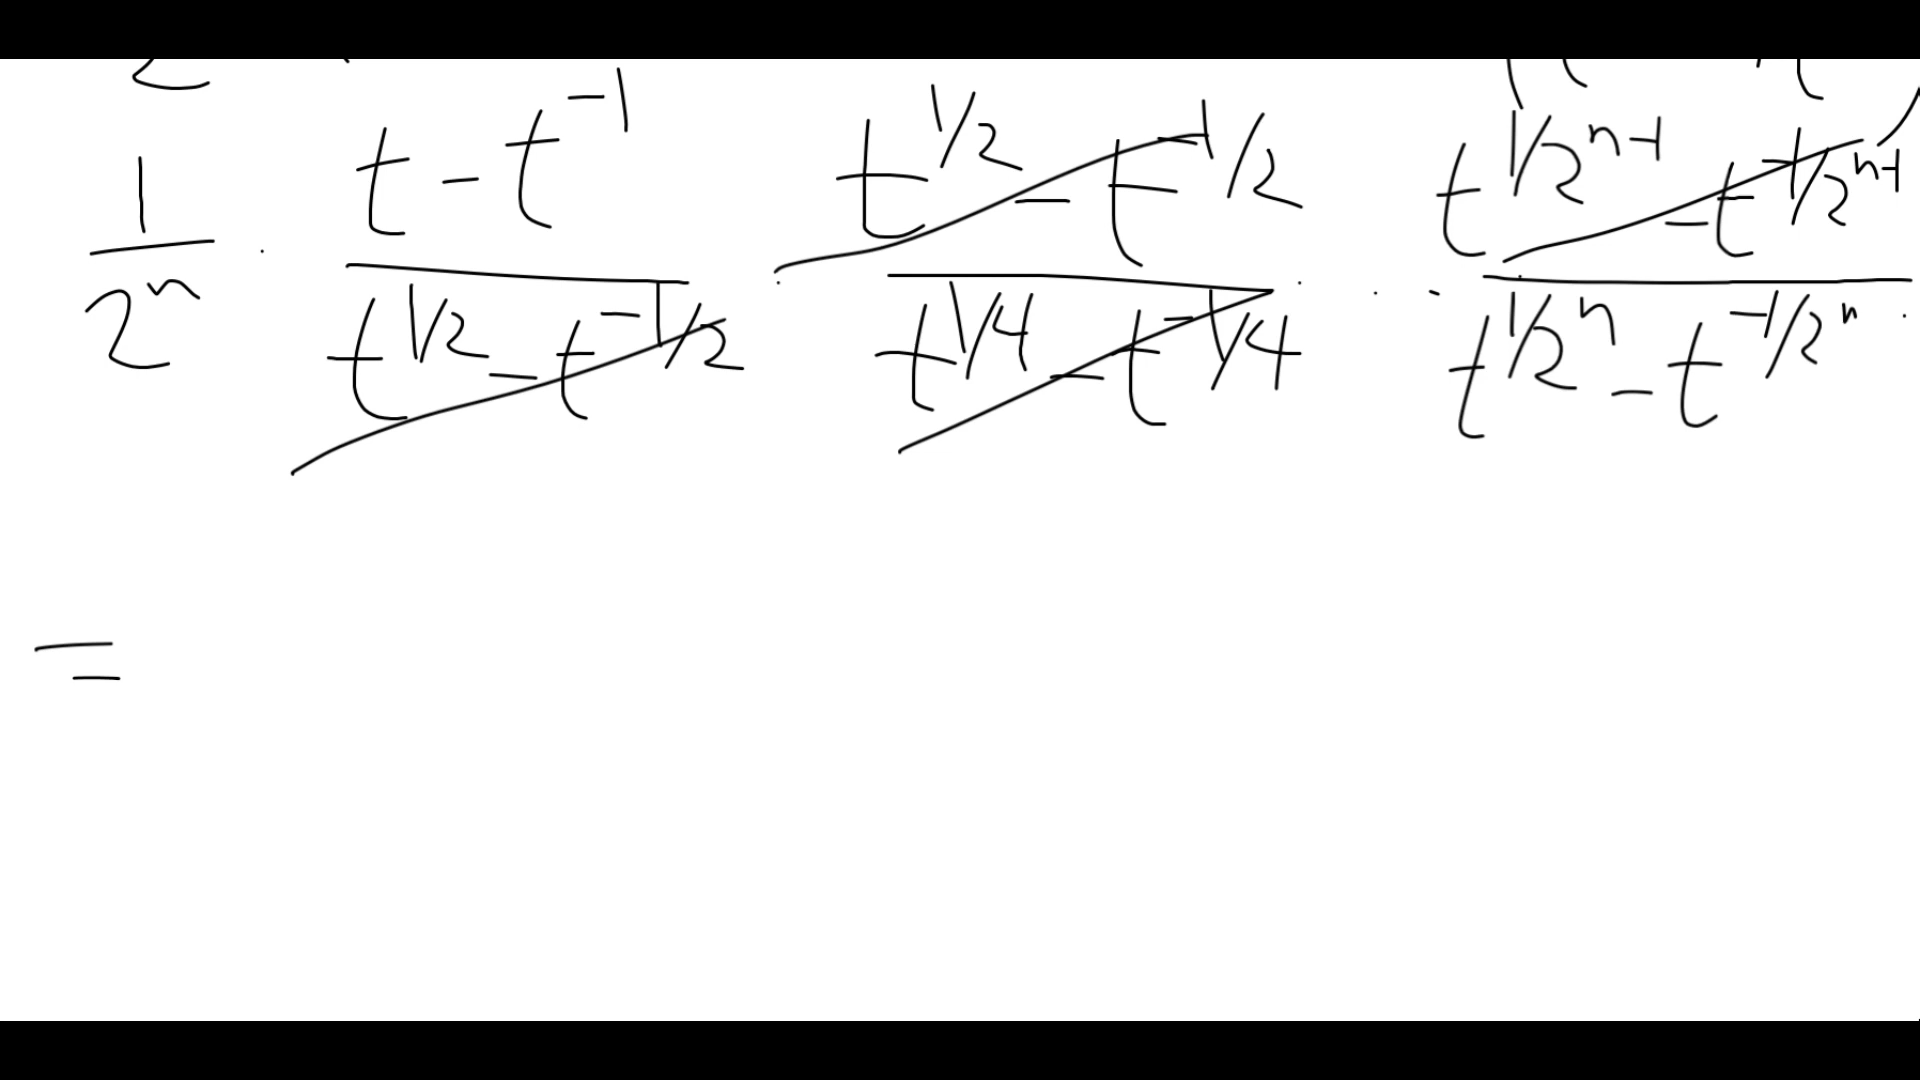 1/2^n · (t - t^-1)/(t^1/2 - t^-1/2) · (t^1/2 - t^-1/2)/(t^1/4 - t^-1/4) · · · (t^1/2^n-1 - t^-1/2^n-1)/(t^1/2^n - t^-1/2^n) ·
=